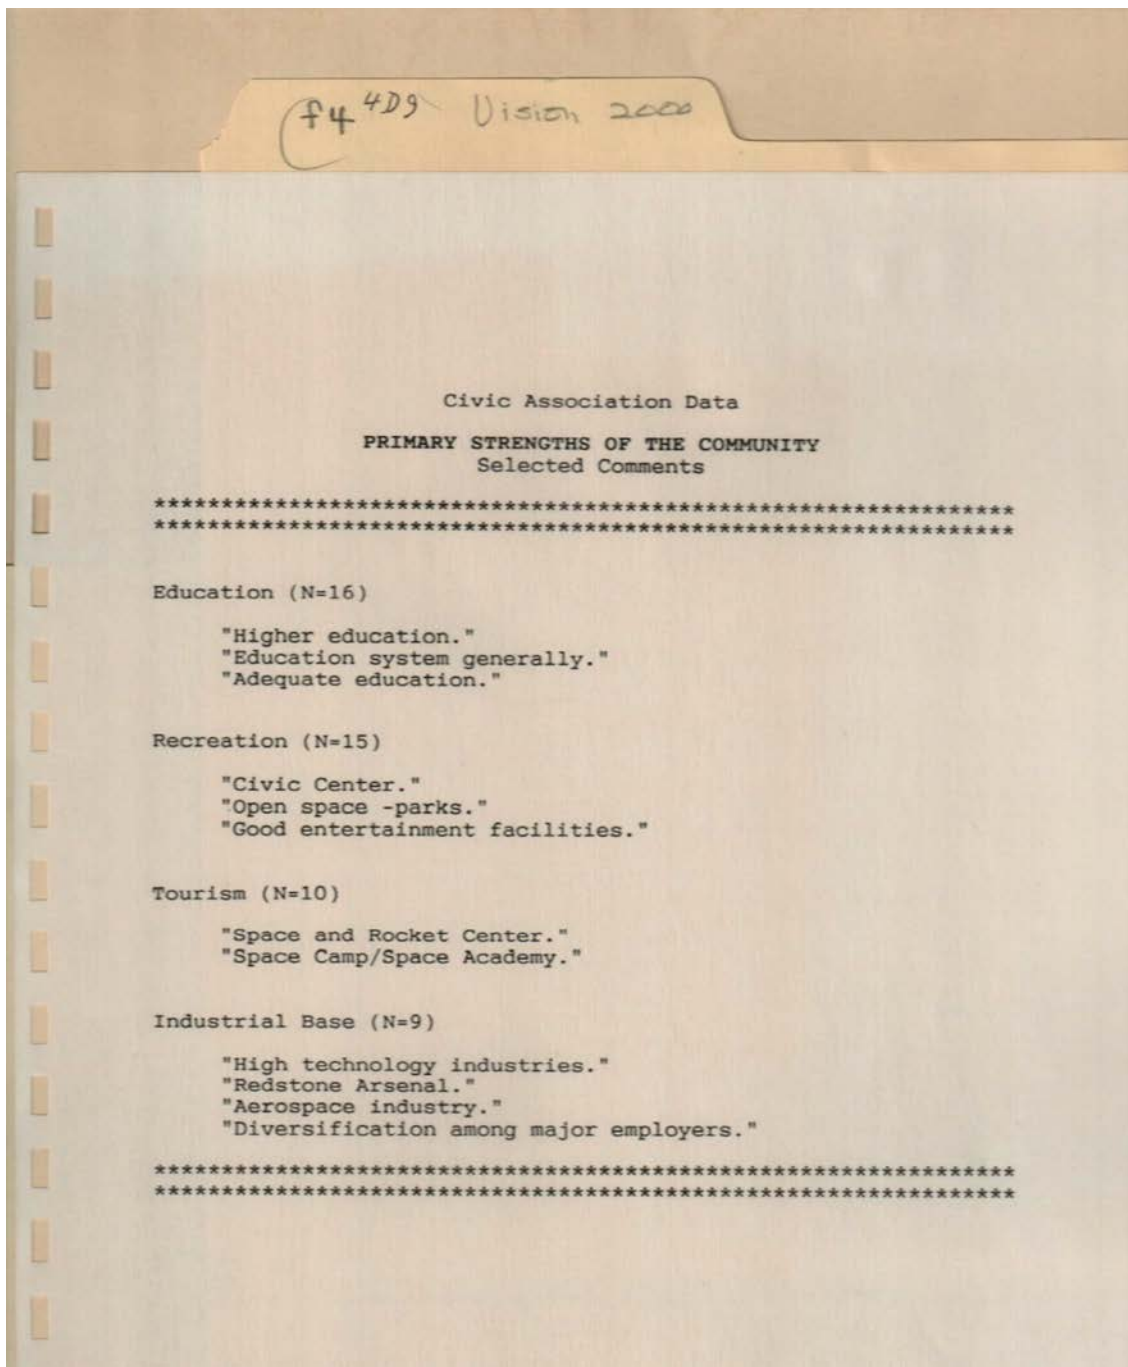 f4 4D9 Vision 2000
Civic Association Data
PRIMARY STRENGTHS OF THE COMMUNITY
Selected Comments
****************************************************************
****************************************************************
Education (N=16)
"Higher education."
"Education system generally."
"Adequate education."
Recreation (N=15)
"Civic Center."
"Open space -parks."
"Good entertainment facilities."
Tourism (N=10)
"Space and Rocket Center."
"Space Camp/Space Academy."
Industrial Base (N=9)
"High technology industries."
"Redstone Arsenal."
"Aerospace industry."
"Diversification among major employers."
****************************************************************
****************************************************************